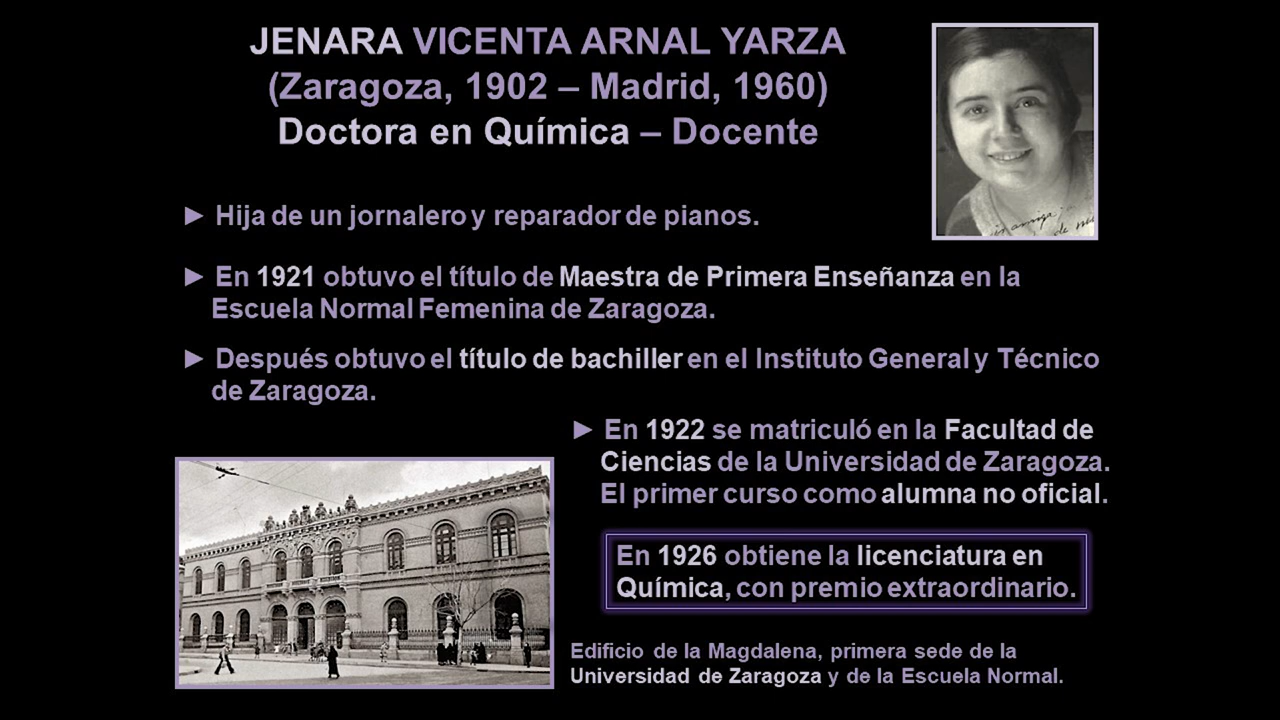 JENARA VICENTA ARNAL YARZA
(Zaragoza, 1902 – Madrid, 1960)
Doctora en Química – Docente
► Hija de un jornalero y reparador de pianos.
► En 1921 obtuvo el título de Maestra de Primera Enseñanza en la
Escuela Normal Femenina de Zaragoza.
► Después obtuvo el título de bachiller en el Instituto General y Técnico
de Zaragoza.
► En 1922 se matriculó en la Facultad de
Ciencias de la Universidad de Zaragoza.
El primer curso como alumna no oficial.
En 1926 obtiene la licenciatura en
Química, con premio extraordinario.
Edificio de la Magdalena, primera sede de la
Universidad de Zaragoza y de la Escuela Normal.